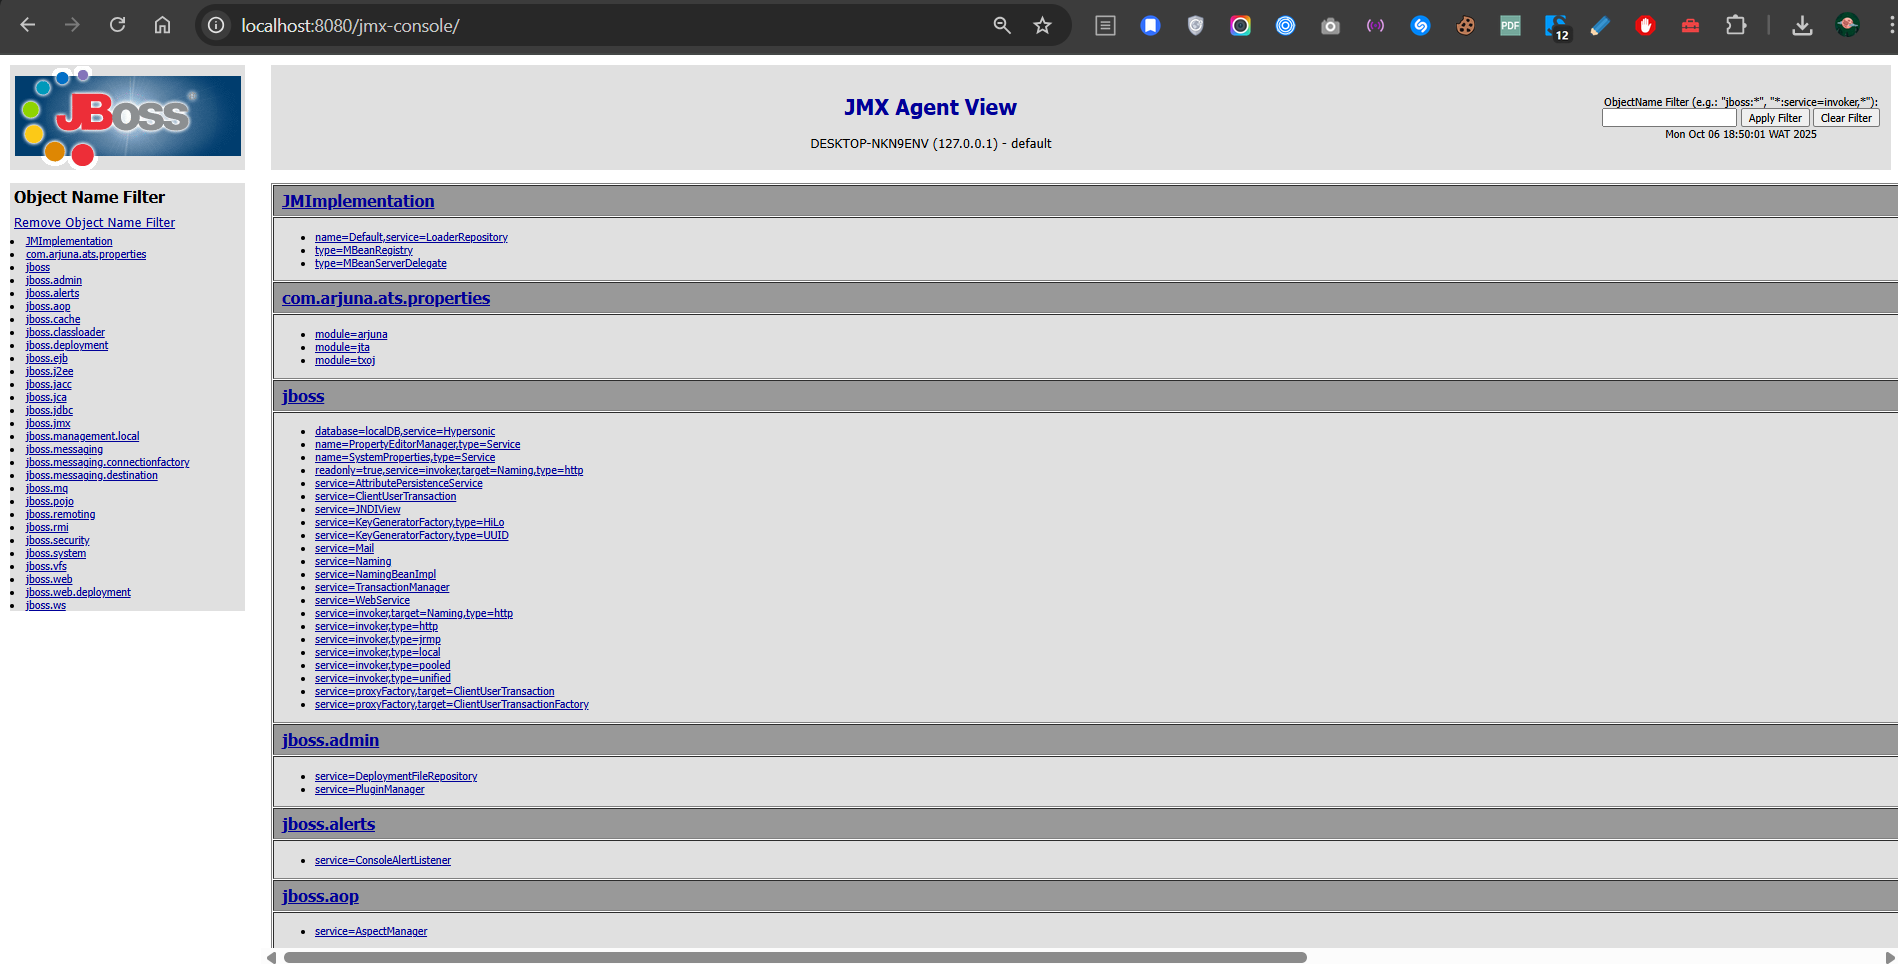 localhost:8080/jmx-console/
PDF
12
JBoss
JMX Agent View
DESKTOP-NKN9ENV (127.0.0.1) - default
ObjectName Filter (e.g.: "jboss:*", "*:service=invoker,*"):
Apply Filter Clear Filter
Mon Oct 06 18:50:01 WAT 2025
Object Name Filter
Remove Object Name Filter
JMImplementation
com.arjuna.ats.properties
jboss
jboss.admin
jboss.alerts
jboss.aop
jboss.cache
jboss.classloader
jboss.deployment
jboss.ejb
jboss.j2ee
jboss.jacc
jboss.jca
jboss.jdbc
jboss.jmx
jboss.management.local
jboss.messaging
jboss.messaging.connectionfactory
jboss.messaging.destination
jboss.mq
jboss.pojo
jboss.remoting
jboss.rmi
jboss.security
jboss.system
jboss.vfs
jboss.web
jboss.web.deployment
jboss.ws
JMImplementation
name=Default,service=LoaderRepository
type=MBeanRegistry
type=MBeanServerDelegate
com.arjuna.ats.properties
module=arjuna
module=jta
module=txoj
jboss
database=localDB,service=Hypersonic
name=PropertyEditorManager,type=Service
name=SystemProperties,type=Service
readonly=true,service=invoker,target=Naming,type=http
service=AttributePersistenceService
service=ClientUserTransaction
service=JNDIView
service=KeyGeneratorFactory,type=HiLo
service=KeyGeneratorFactory,type=UUID
service=Mail
service=Naming
service=NamingBeanImpl
service=TransactionManager
service=WebService
service=invoker,target=Naming,type=http
service=invoker,type=http
service=invoker,type=jrmp
service=invoker,type=local
service=invoker,type=pooled
service=invoker,type=unified
service=proxyFactory,target=ClientUserTransaction
service=proxyFactory,target=ClientUserTransactionFactory
jboss.admin
service=DeploymentFileRepository
service=PluginManager
jboss.alerts
service=ConsoleAlertListener
jboss.aop
service=AspectManager